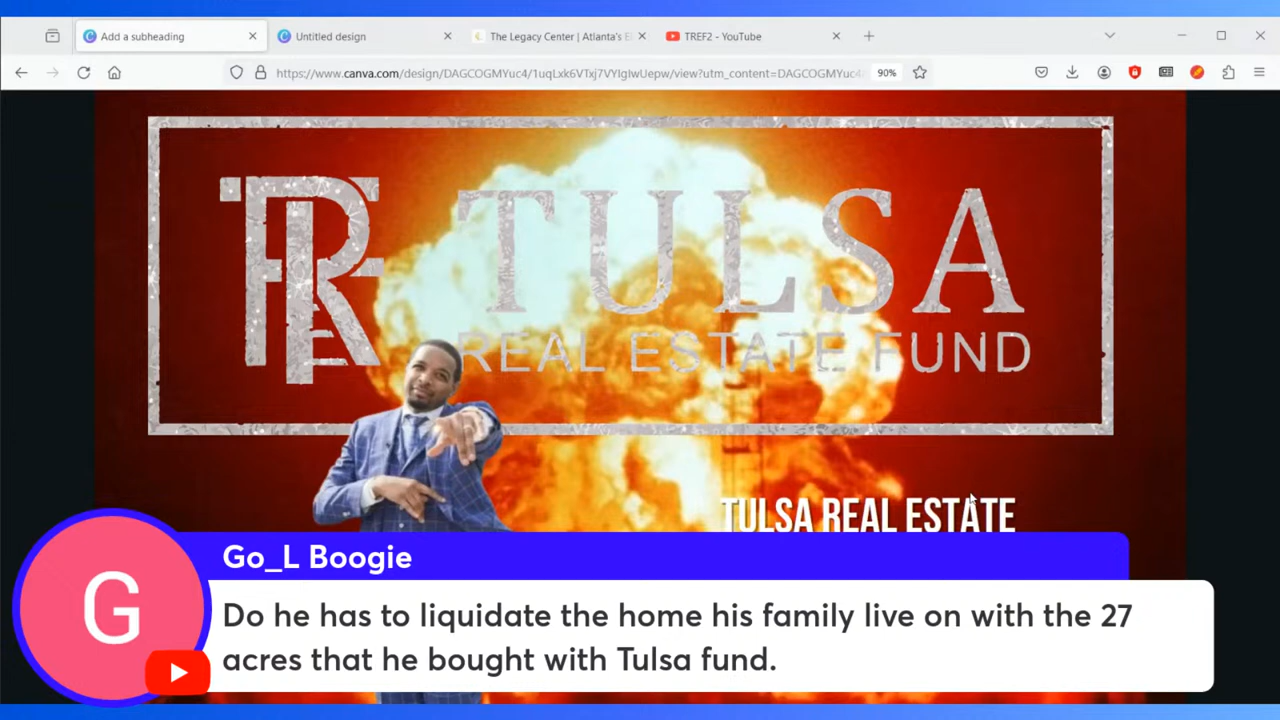 Add a subheading
Untitled design
The Legacy Center | Atlanta's E
TREF2 - YouTube
https://www.canva.com/design/DAGCOGMYuc4/1uqLxk6VTxj7VYIgIwUepw/view?utm_content=DAGCOGMYuc4
90%
TULSA
REAL ESTATE FUND
TULSA REAL ESTATE
G
Go_L Boogie
Do he has to liquidate the home his family live on with the 27
acres that he bought with Tulsa fund.